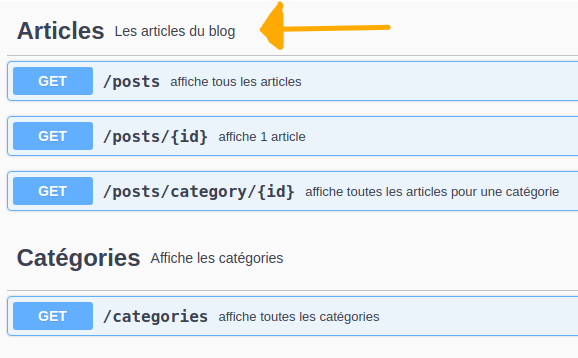 Articles Les articles du blog
GET /posts affiche tous les articles
GET /posts/{id} affiche 1 article
GET /posts/category/{id} affiche toutes les articles pour une catégorie
Catégories Affiche les catégories
GET /categories affiche toutes les catégories